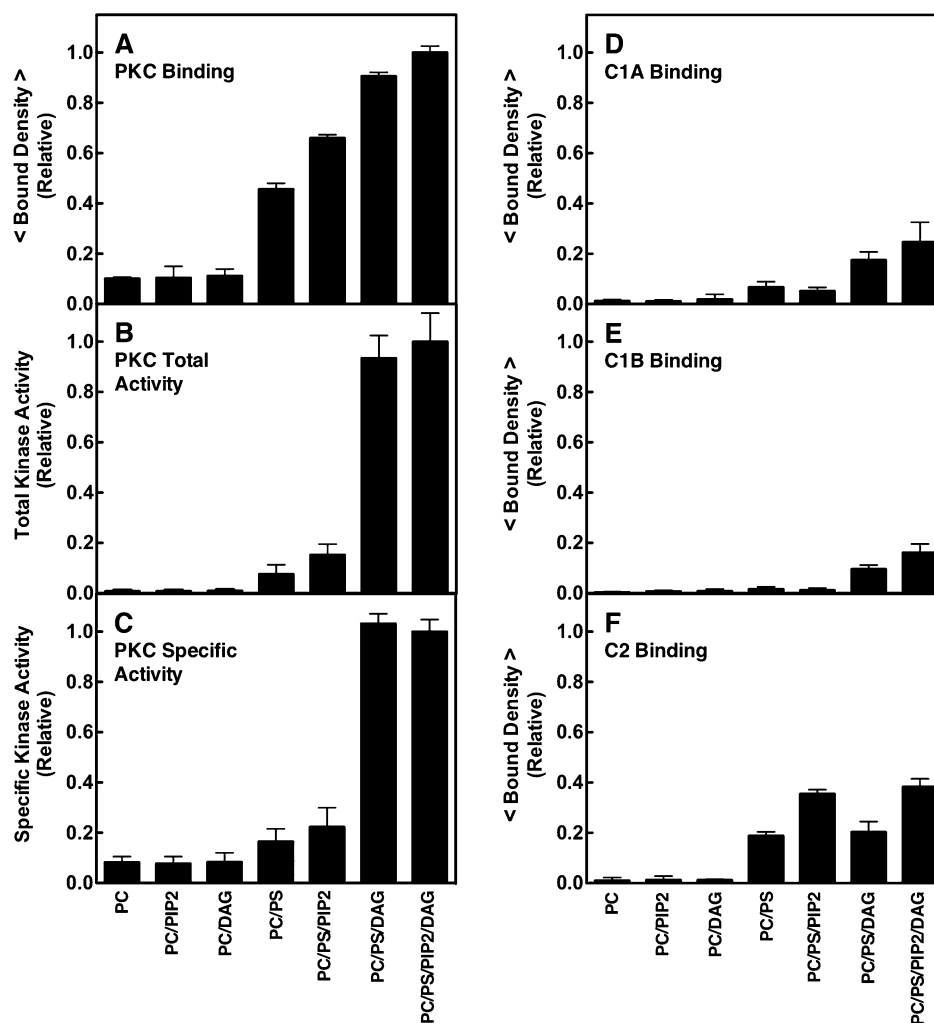 A
PKC Binding
< Bound Density >
(Relative)
1.0
0.8
0.6
0.4
0.2
0.0
B
PKC Total
Activity
Total Kinase Activity
(Relative)
1.0
0.8
0.6
0.4
0.2
0.0
C
PKC Specific
Activity
Specific Kinase Activity
(Relative)
1.0
0.8
0.6
0.4
0.2
0.0
PC
PC/PIP2
PC/DAG
PC/PS
PC/PS/PIP2
PC/PS/DAG
PC/PS/PIP2/DAG
D
C1A Binding
< Bound Density >
(Relative)
1.0
0.8
0.6
0.4
0.2
0.0
E
C1B Binding
< Bound Density >
(Relative)
1.0
0.8
0.6
0.4
0.2
0.0
F
C2 Binding
< Bound Density >
(Relative)
1.0
0.8
0.6
0.4
0.2
0.0
PC
PC/PIP2
PC/DAG
PC/PS
PC/PS/PIP2
PC/PS/DAG
PC/PS/PIP2/DAG